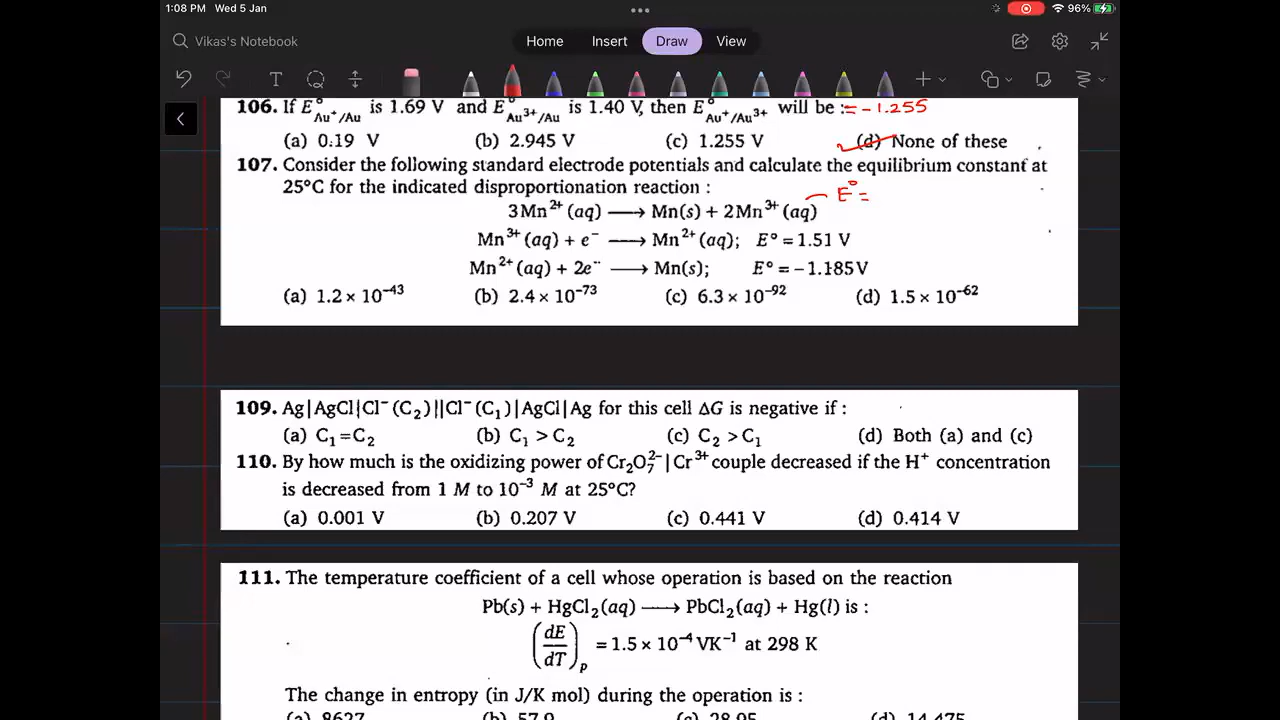 1:08 PM Wed 5 Jan
96%
Vikas's Notebook
Home Insert Draw View
106. If E°Au⁺/Au is 1.69 V and E°Au³⁺/Au is 1.40 V, then E°Au⁺/Au³⁺ will be := -1.255
(a) 0.19 V (b) 2.945 V (c) 1.255 V (d) None of these
107. Consider the following standard electrode potentials and calculate the equilibrium constant at
25°C for the indicated disproportionation reaction :
E° =
3Mn²⁺(aq) ⟶ Mn(s) + 2Mn³⁺(aq)
Mn³⁺(aq) + e⁻ ⟶ Mn²⁺(aq); E° = 1.51 V
Mn²⁺(aq) + 2e⁻ ⟶ Mn(s); E° = −1.185V
(a) 1.2 × 10⁻⁴³ (b) 2.4 × 10⁻⁷³ (c) 6.3 × 10⁻⁹² (d) 1.5 × 10⁻⁶²
109. Ag|AgCl|Cl⁻(C₂)||Cl⁻(C₁)|AgCl|Ag for this cell ΔG is negative if :
(a) C₁ = C₂ (b) C₁ > C₂ (c) C₂ > C₁ (d) Both (a) and (c)
110. By how much is the oxidizing power of Cr₂O₇²⁻|Cr³⁺ couple decreased if the H⁺ concentration
is decreased from 1 M to 10⁻³ M at 25°C?
(a) 0.001 V (b) 0.207 V (c) 0.441 V (d) 0.414 V
111. The temperature coefficient of a cell whose operation is based on the reaction
Pb(s) + HgCl₂(aq) ⟶ PbCl₂(aq) + Hg(l) is :
(dE/dT)p = 1.5 × 10⁻⁴ VK⁻¹ at 298 K
The change in entropy (in J/K mol) during the operation is :
(a) 8627 (b) 57.9 (c) 28.95 (d) 14.475